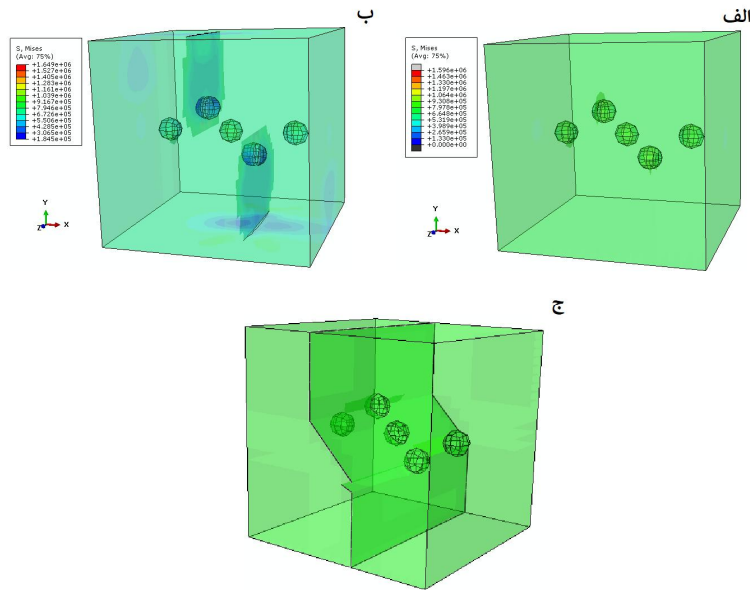 الف
S, Mises
(Avg: 75%)
+1.596e+06
+1.463e+06
+1.330e+06
+1.197e+06
+1.064e+06
+9.308e+05
+7.978e+05
+6.648e+05
+5.319e+05
+3.989e+05
+2.659e+05
+1.330e+05
+0.000e+00
Y
Z X
ب
S, Mises
(Avg: 75%)
+1.649e+06
+1.527e+06
+1.405e+06
+1.283e+06
+1.161e+06
+1.039e+06
+9.167e+05
+7.946e+05
+6.726e+05
+5.506e+05
+4.285e+05
+3.065e+05
+1.845e+05
Y
Z X
ج